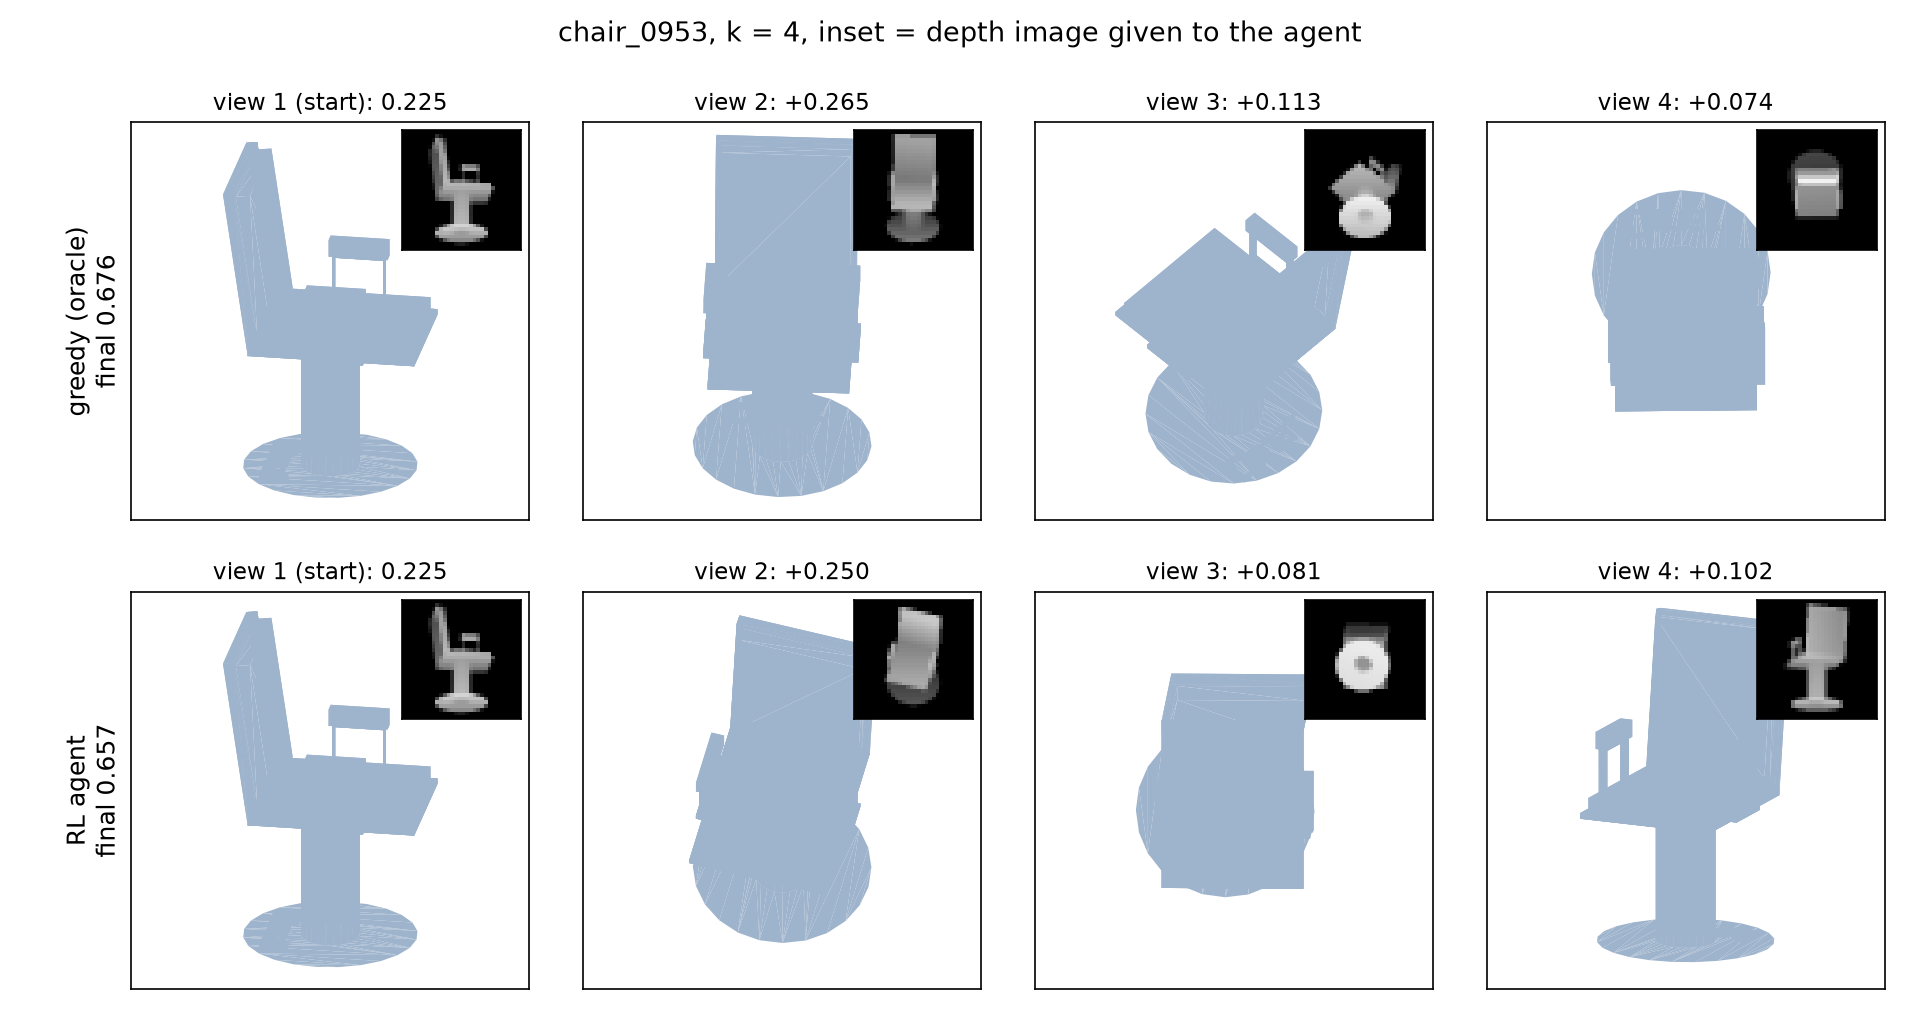 chair_0953, k = 4, inset = depth image given to the agent
greedy (oracle)
final 0.676
view 1 (start): 0.225
view 2: +0.265
view 3: +0.113
view 4: +0.074
RL agent
final 0.657
view 1 (start): 0.225
view 2: +0.250
view 3: +0.081
view 4: +0.102